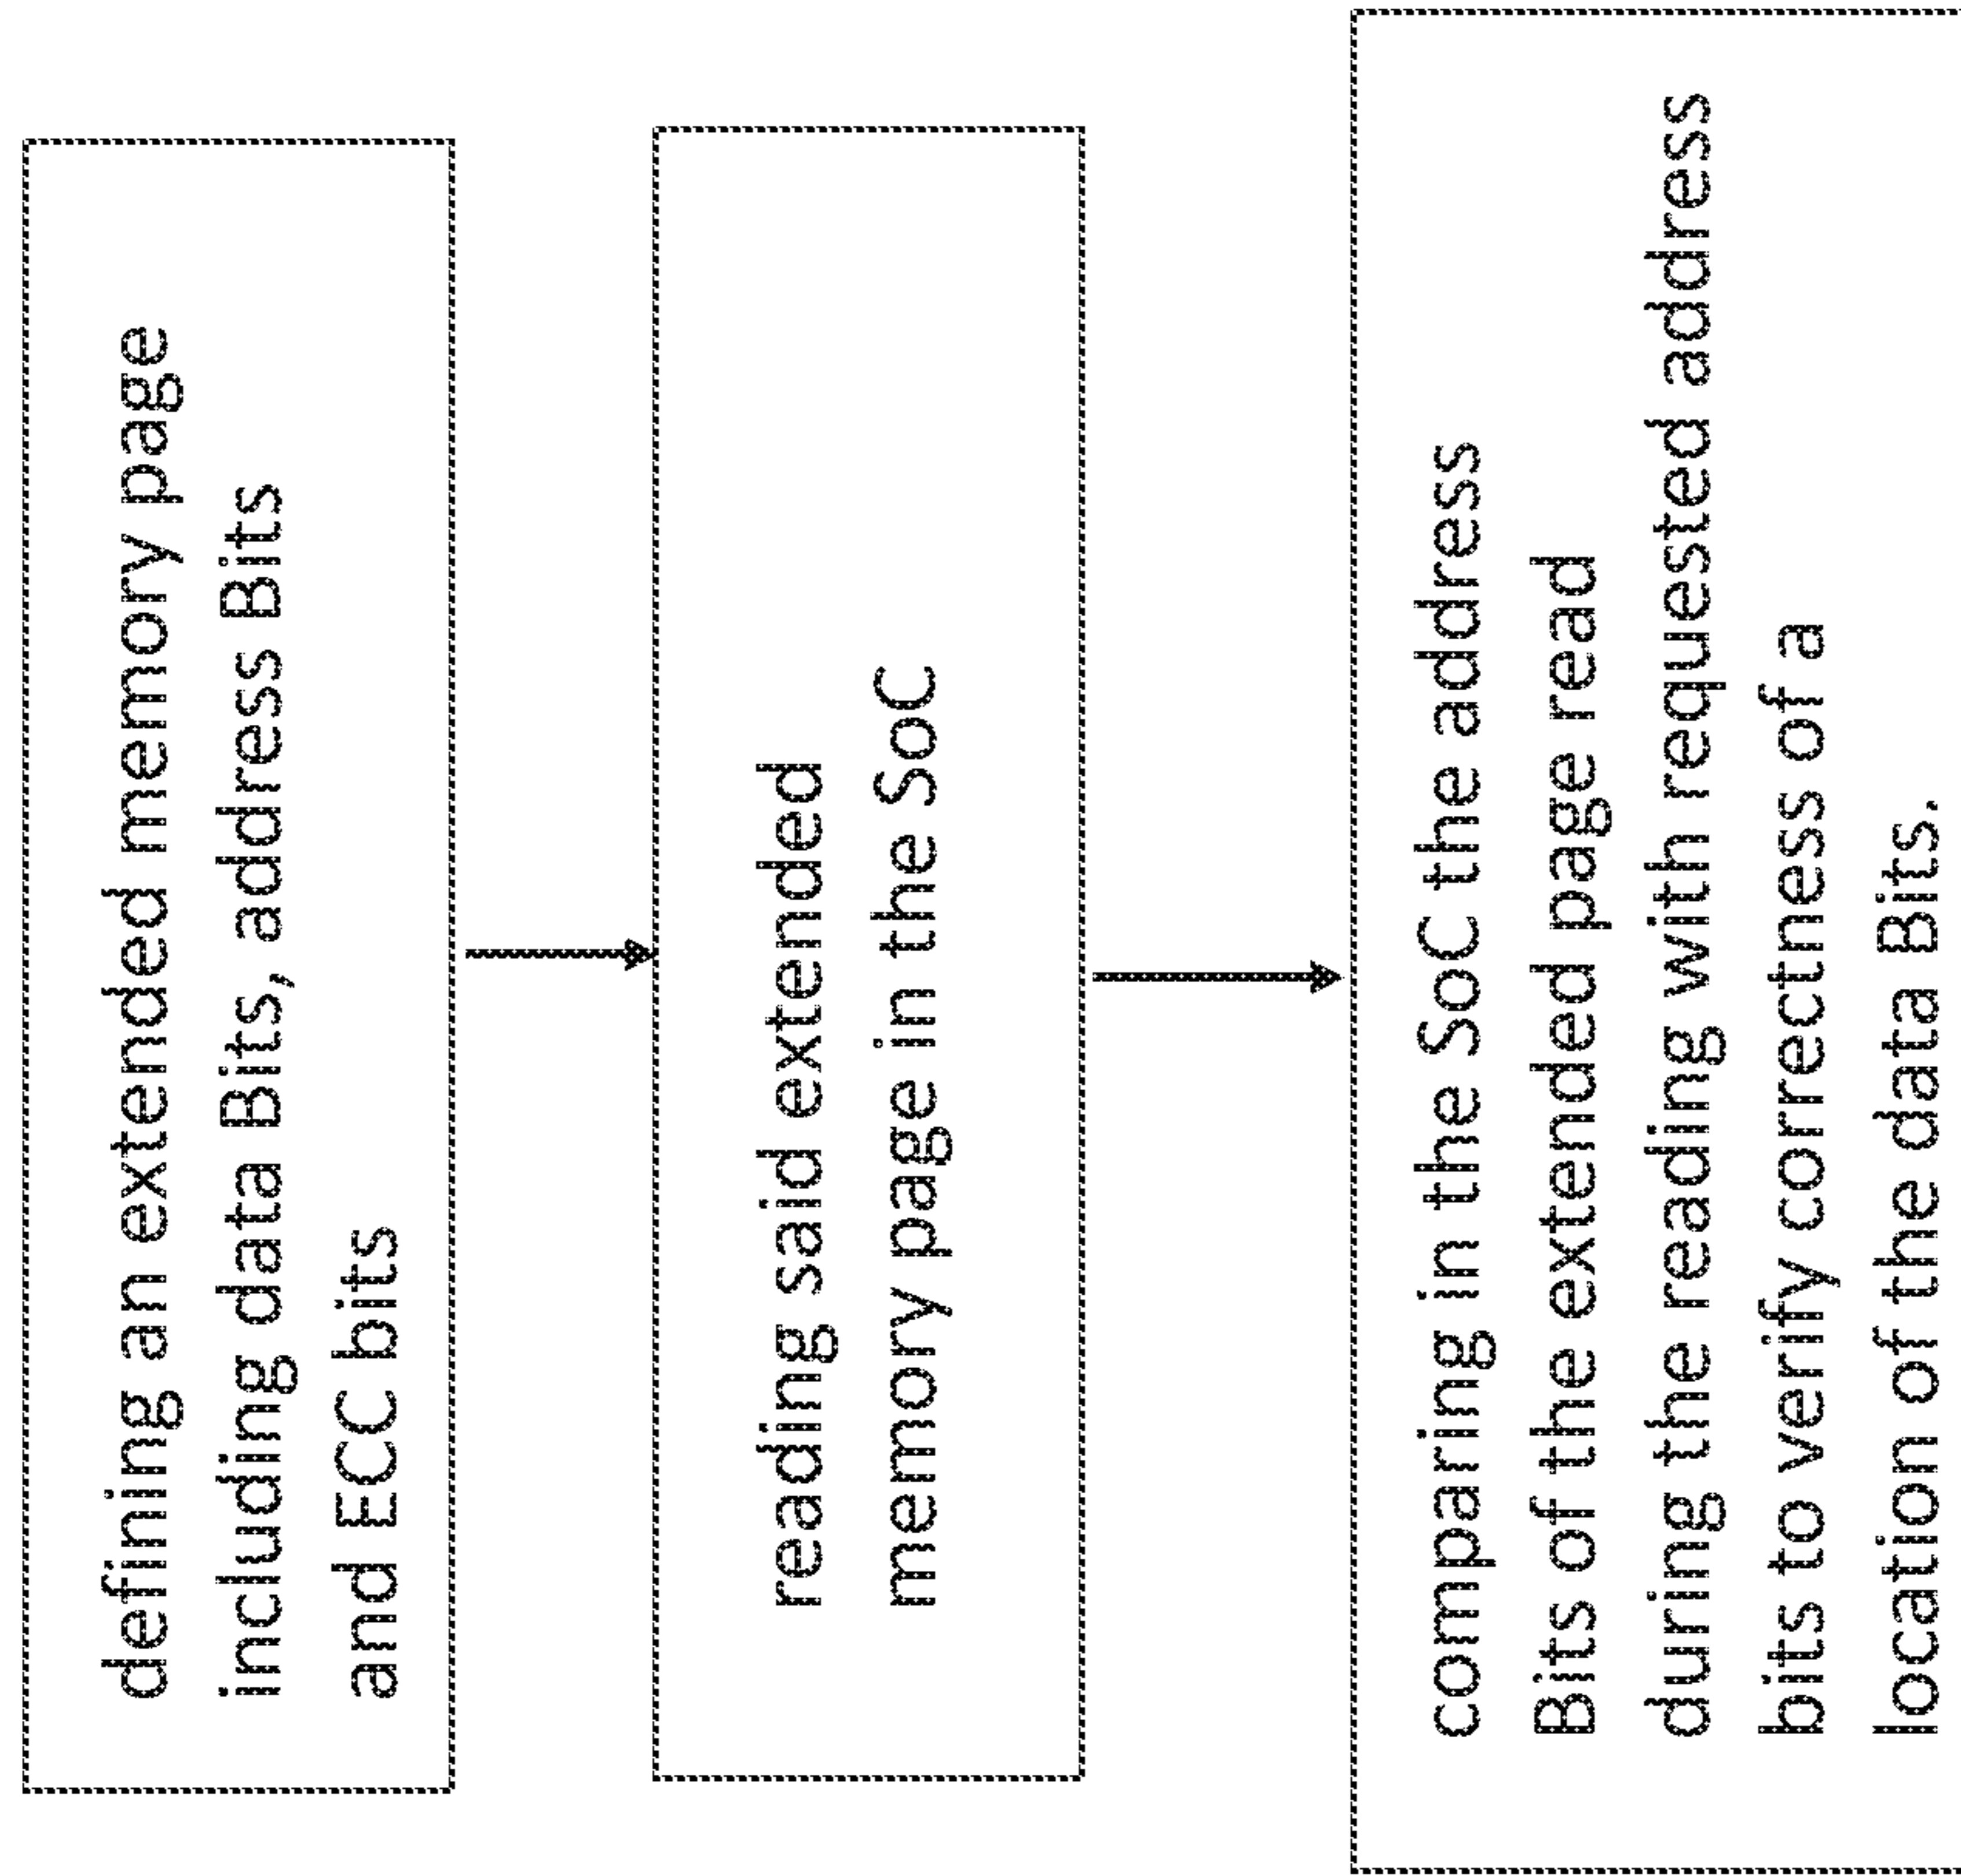 defining an extended memory page
including data Bits, address Bits
and ECC bits
reading said extended
memory page in the SoC
comparing in the SoC the address
Bits of the extended page read
during the reading with requested address
bits to verify correctness of a
location of the data Bits.